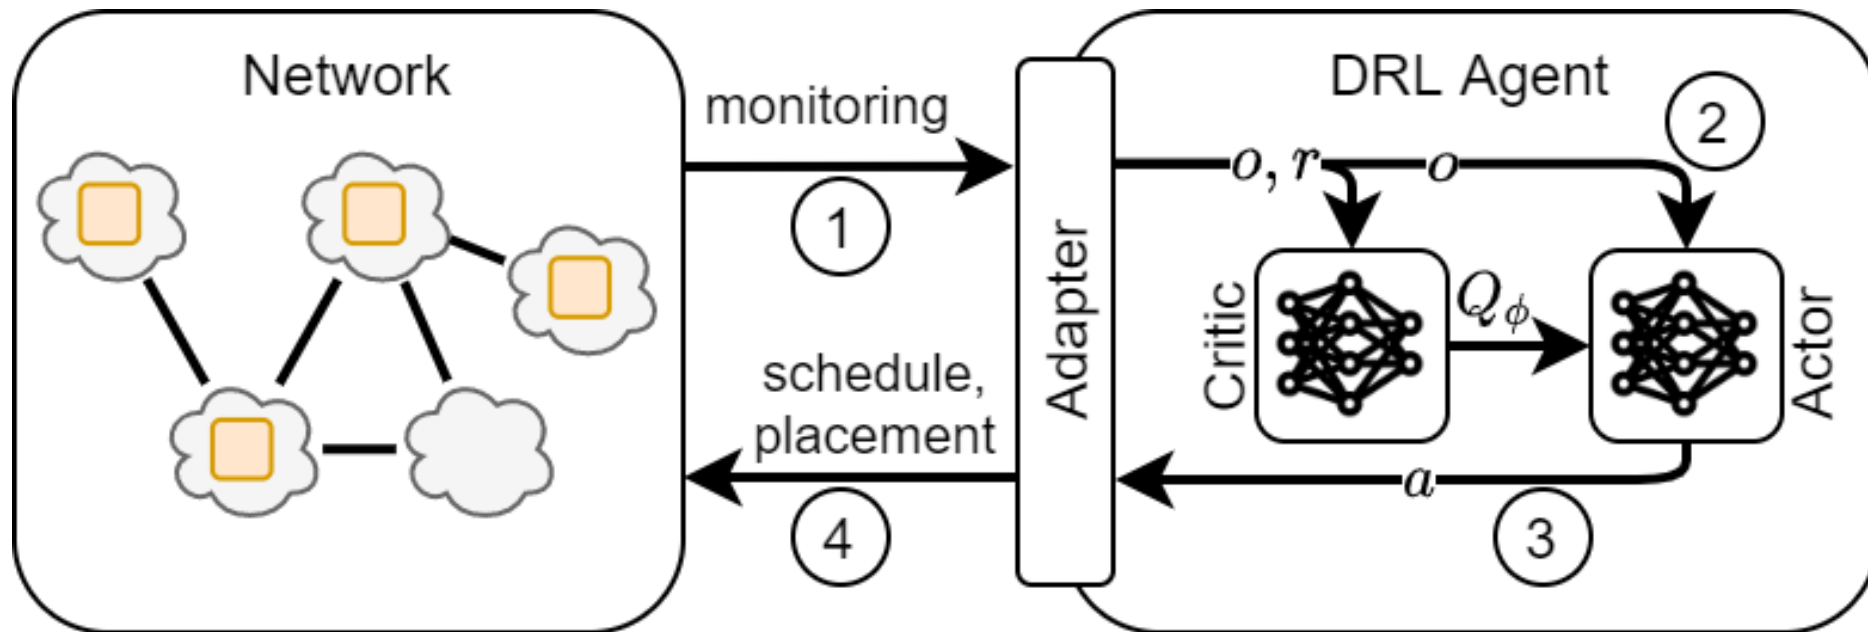 Network
monitoring
1
schedule,
placement
4
Adapter
DRL Agent
2
o, r
o
Critic
Q_ϕ
Actor
a
3